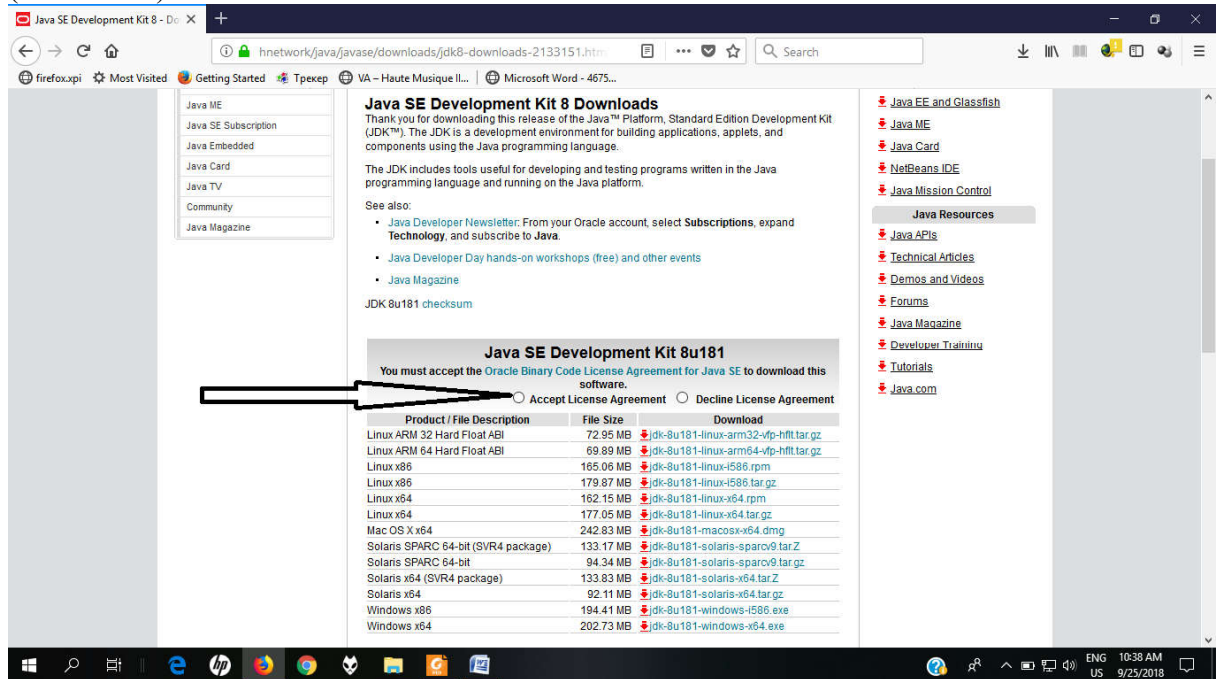 Java SE Development Kit 8 - Do
hnetwork/java/javase/downloads/jdk8-downloads-2133151.htm
Search
firefox.xpi Most Visited Getting Started Трекер VA – Haute Musique II... Microsoft Word - 4675...
Java ME
Java SE Subscription
Java Embedded
Java Card
Java TV
Community
Java Magazine
Java SE Development Kit 8 Downloads
Thank you for downloading this release of the Java™ Platform, Standard Edition Development Kit
(JDK™). The JDK is a development environment for building applications, applets, and
components using the Java programming language.
The JDK includes tools useful for developing and testing programs written in the Java
programming language and running on the Java platform.
See also:
• Java Developer Newsletter: From your Oracle account, select Subscriptions, expand
Technology, and subscribe to Java.
• Java Developer Day hands-on workshops (free) and other events
• Java Magazine
JDK 8u181 checksum
Java SE Development Kit 8u181
You must accept the Oracle Binary Code License Agreement for Java SE to download this
software.
Accept License Agreement Decline License Agreement
Product / File Description File Size Download
Linux ARM 32 Hard Float ABI 72.95 MB jdk-8u181-linux-arm32-vfp-hflt.tar.gz
Linux ARM 64 Hard Float ABI 69.89 MB jdk-8u181-linux-arm64-vfp-hflt.tar.gz
Linux x86 165.06 MB jdk-8u181-linux-i586.rpm
Linux x86 179.87 MB jdk-8u181-linux-i586.tar.gz
Linux x64 162.15 MB jdk-8u181-linux-x64.rpm
Linux x64 177.05 MB jdk-8u181-linux-x64.tar.gz
Mac OS X x64 242.83 MB jdk-8u181-macosx-x64.dmg
Solaris SPARC 64-bit (SVR4 package) 133.17 MB jdk-8u181-solaris-sparcv9.tar.Z
Solaris SPARC 64-bit 94.34 MB jdk-8u181-solaris-sparcv9.tar.gz
Solaris x64 (SVR4 package) 133.83 MB jdk-8u181-solaris-x64.tar.Z
Solaris x64 92.11 MB jdk-8u181-solaris-x64.tar.gz
Windows x86 194.41 MB jdk-8u181-windows-i586.exe
Windows x64 202.73 MB jdk-8u181-windows-x64.exe
Java EE and Glassfish
Java ME
Java Card
NetBeans IDE
Java Mission Control
Java Resources
Java APIs
Technical Articles
Demos and Videos
Forums
Java Magazine
Developer Training
Tutorials
Java.com
ENG 10:38 AM
US 9/25/2018